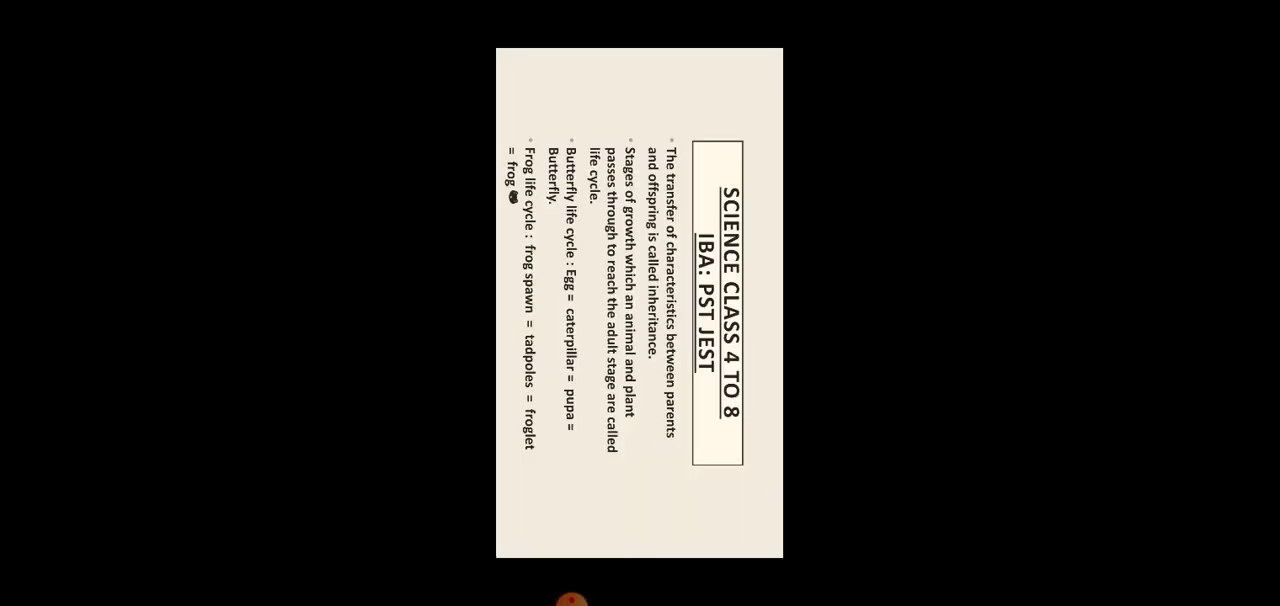 SCIENCE CLASS 4 TO 8
IBA: PST JEST
• The transfer of characteristics between parents
and offspring is called inheritance.
• Stages of growth which an animal and plant
passes through to reach the adult stage are called
life cycle.
• Butterfly life cycle : Egg = caterpillar = pupa =
Butterfly.
• Frog life cycle : frog spawn = tadpoles = froglet
= frog 🐸